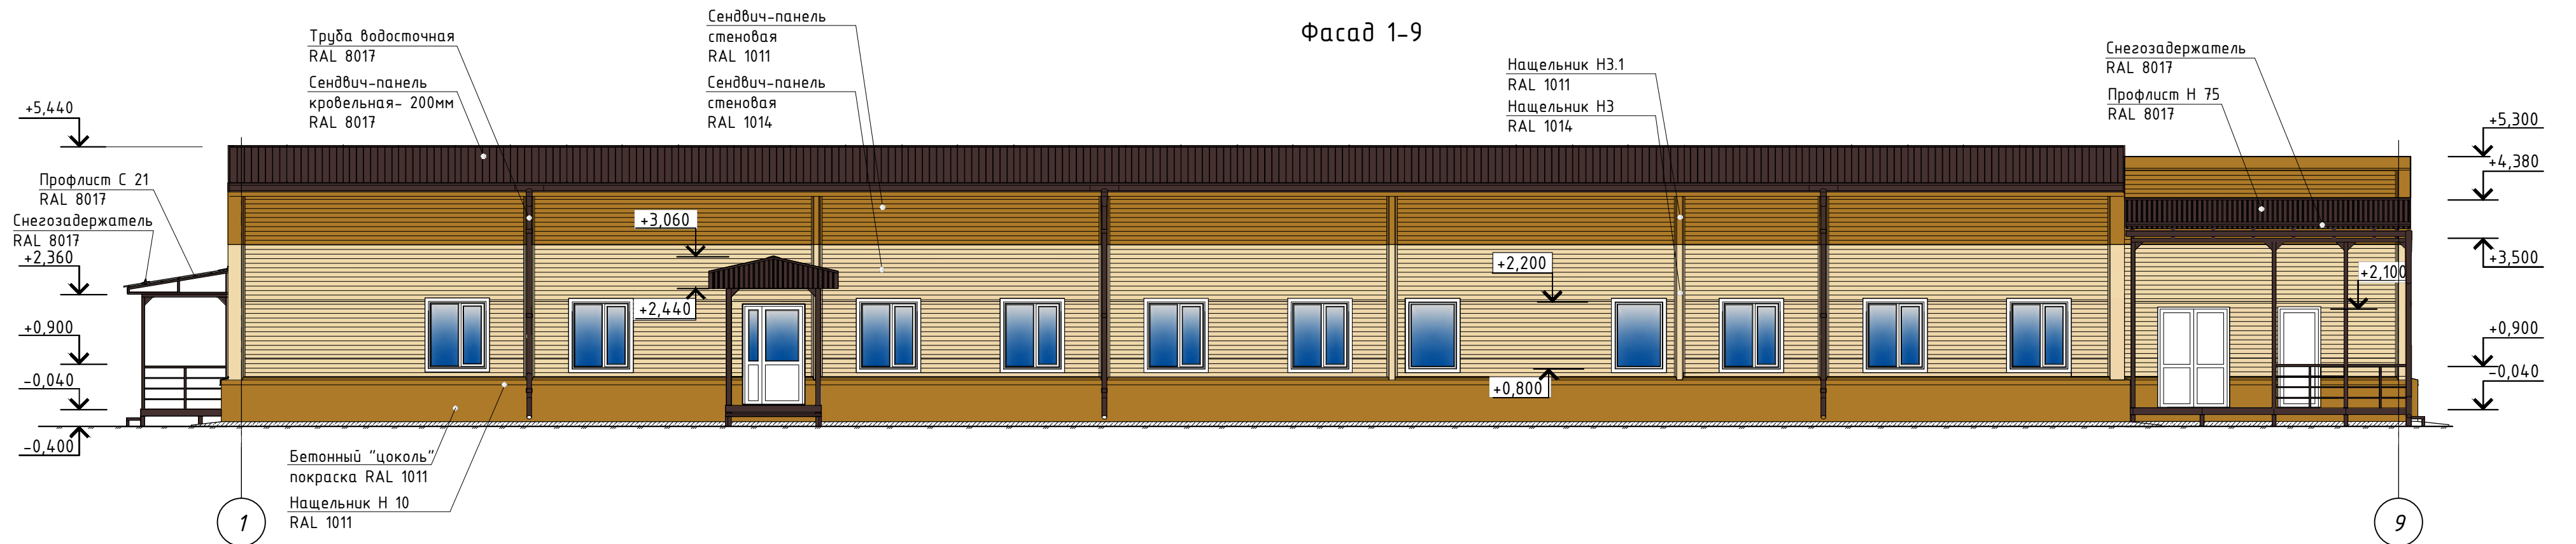 Фасад 1-9
Труба водосточная
RAL 8017
Сендвич-панель
кровельная- 200мм
RAL 8017
Сендвич-панель
стеновая
RAL 1011
Сендвич-панель
стеновая
RAL 1014
Нащельник Н3.1
RAL 1011
Нащельник Н3
RAL 1014
Снегозадержатель
RAL 8017
Профлист Н 75
RAL 8017
+5,440
Профлист С 21
RAL 8017
Снегозадержатель
RAL 8017
+2,360
+0,900
-0,040
-0,400
+3,060
+2,440
+2,200
+0,800
+2,100
+5,300
+4,380
+3,500
+0,900
-0,040
Бетонный "цоколь"
покраска RAL 1011
Нащельник Н 10
RAL 1011
1
9